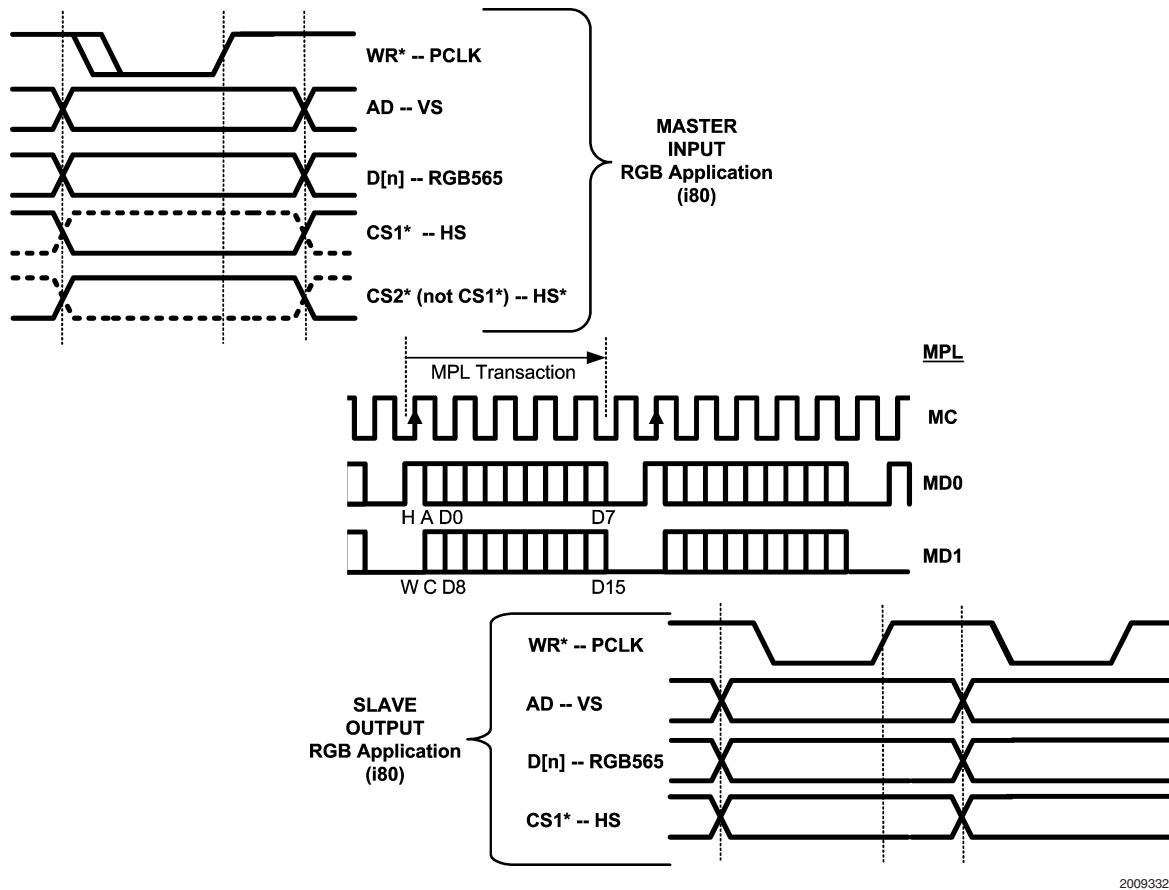 WR* -- PCLK
AD -- VS
D[n] -- RGB565
CS1* -- HS
CS2* (not CS1*) -- HS*
MASTER
INPUT
RGB Application
(i80)
MPL
MPL Transaction
MC
MD0
H A D0 D7
MD1
W C D8 D15
SLAVE
OUTPUT
RGB Application
(i80)
WR* -- PCLK
AD -- VS
D[n] -- RGB565
CS1* -- HS
2009332